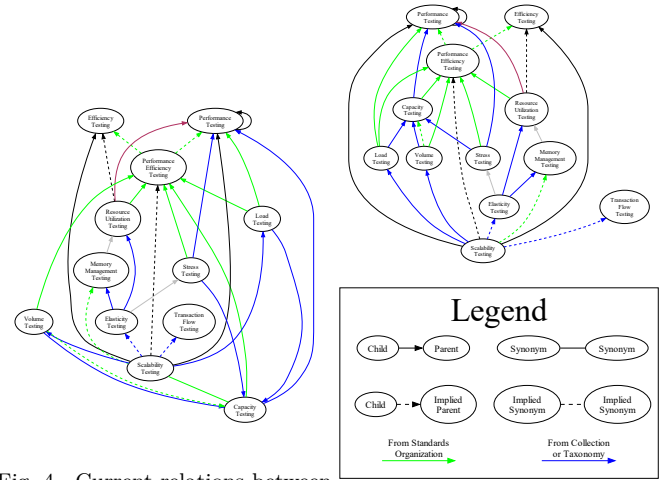 Efficiency
Testing
Performance
Testing
Performance
Efficiency
Testing
Resource
Utilization
Testing
Load
Testing
Memory
Management
Testing
Stress
Testing
Volume
Testing
Elasticity
Testing
Transaction
Flow
Testing
Scalability
Testing
Capacity
Testing
Fig. 4. Current relations between
Performance
Testing
Efficiency
Testing
Performance
Efficiency
Testing
Capacity
Testing
Resource
Utilization
Testing
Load
Testing
Volume
Testing
Stress
Testing
Memory
Management
Testing
Elasticity
Testing
Transaction
Flow
Testing
Scalability
Testing
Legend
Child
Parent
Synonym
Synonym
Child
Implied
Parent
Implied
Synonym
Implied
Synonym
From Standards
Organization
From Collection
or Taxonomy